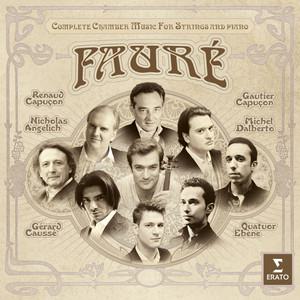 Complete Chamber Music For Strings and Piano
FAURÉ
Renaud Capuçon
Gautier Capuçon
Nicholas Angelich
Michel Dalberto
Gérard Caussé
Quatuor Ebène
ERATO